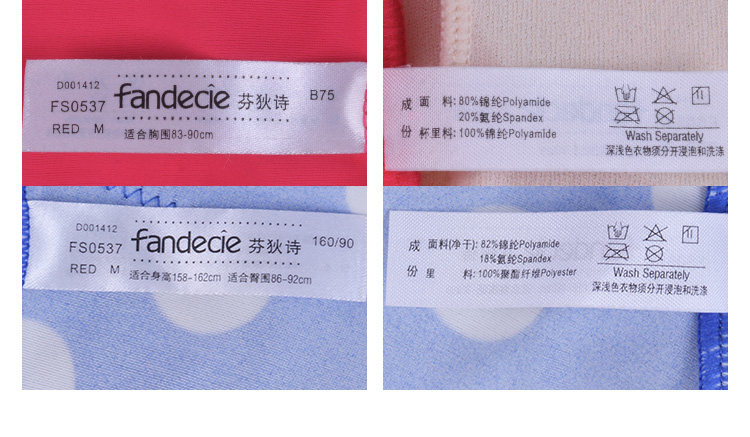 D001412
FS0537 fandecie 芬狄诗 B75
RED M 适合胸围83-90cm
成 面 料: 80%锦纶Polyamide
20%氨纶Spandex
份 杯里料: 100%锦纶Polyamide
Wash Separately
深浅色衣物须分开浸泡和洗涤
D001412
FS0537 fandecie 芬狄诗 160/90
RED M 适合身高158-162cm 适合臀围86-92cm
成 面料(净干): 82%锦纶Polyamide
18%氨纶Spandex
份 里 料: 100%聚酯纤维Polyester
Wash Separately
深浅色衣物须分开浸泡和洗涤